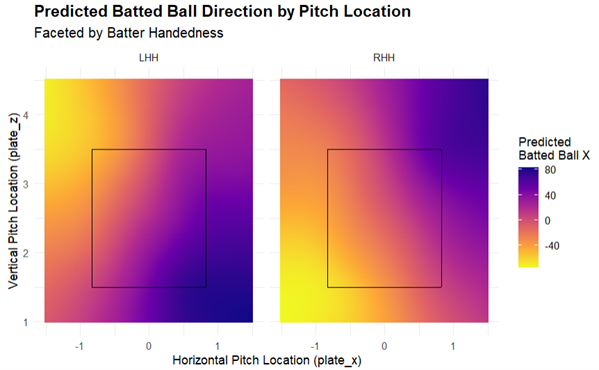 Predicted Batted Ball Direction by Pitch Location
Faceted by Batter Handedness
LHH
RHH
Vertical Pitch Location (plate_z)
4
3
2
1
-1
0
1
-1
0
1
Horizontal Pitch Location (plate_x)
Predicted
Batted Ball X
80
40
0
-40